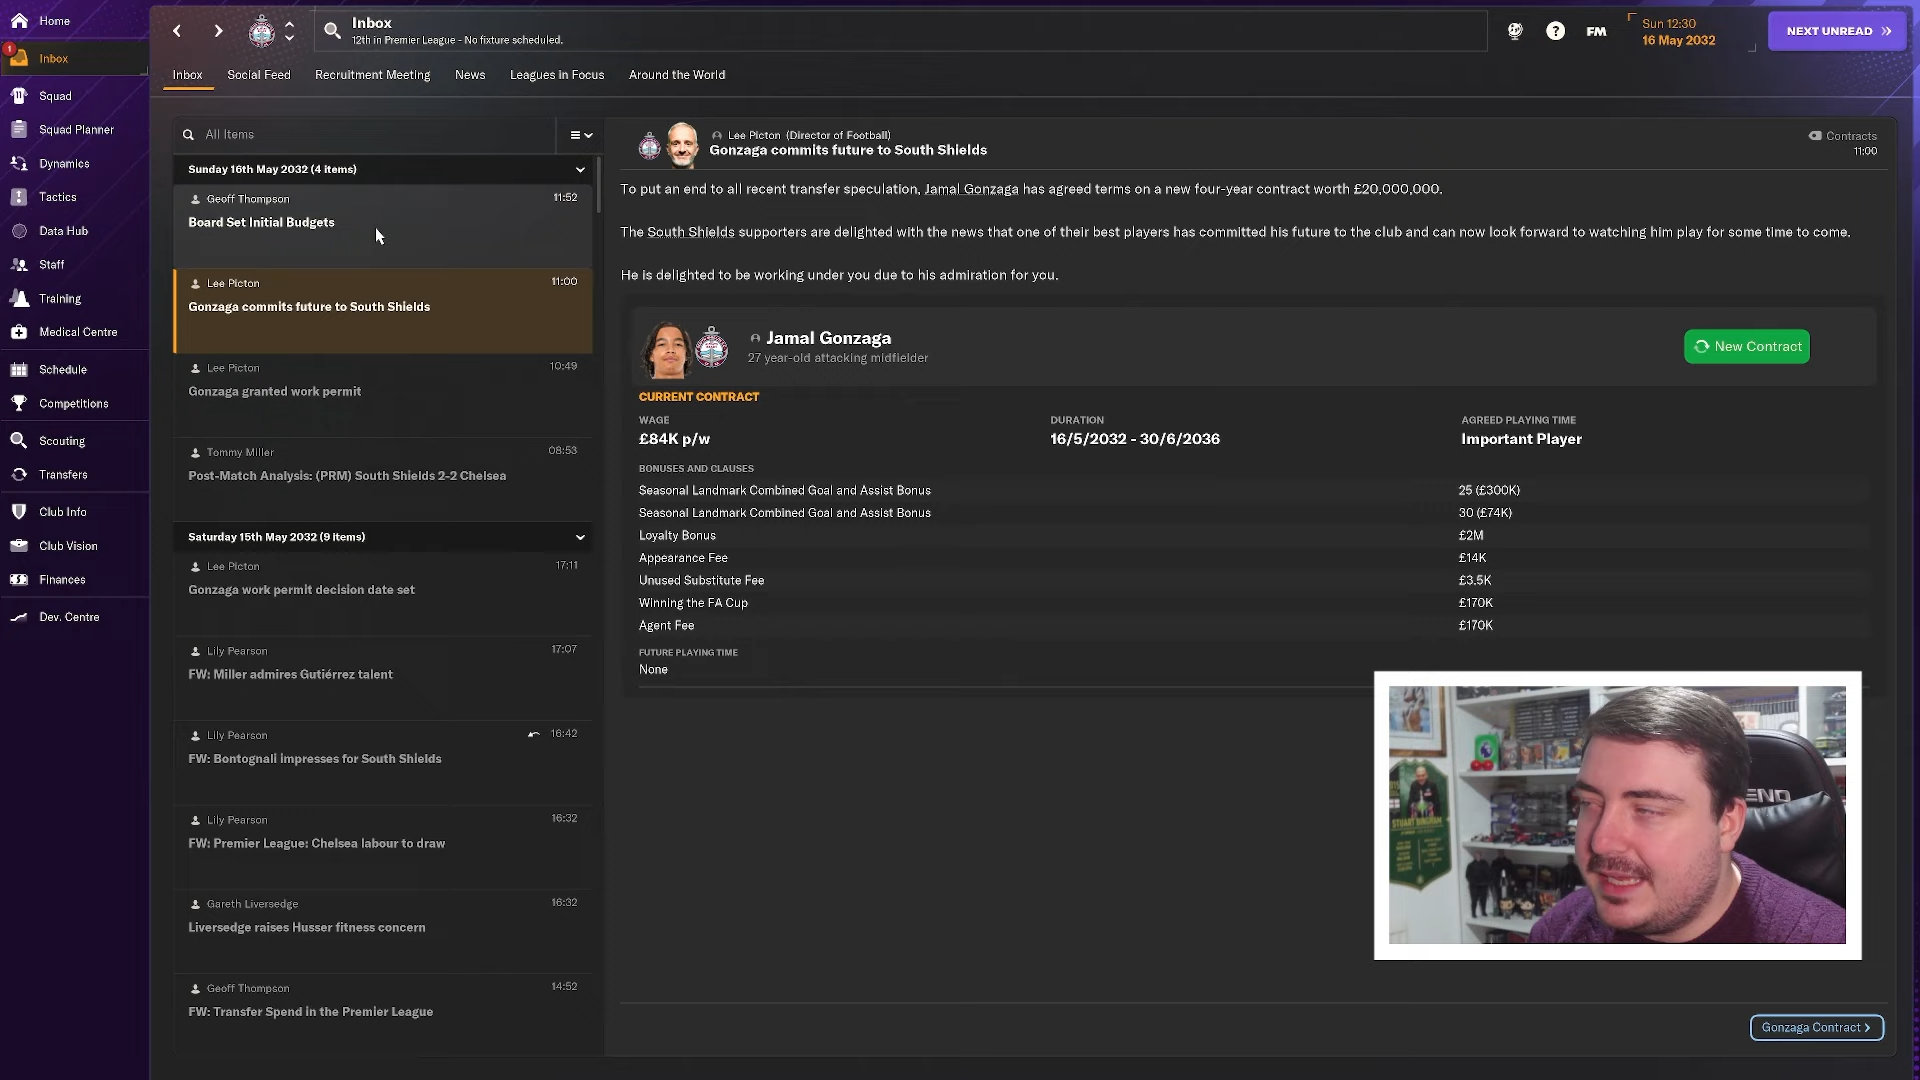 Home
Inbox
12th in Premier League - No fixture scheduled.
FM
Sun 12:30
16 May 2032
NEXT UNREAD
1
Inbox
Squad
Squad Planner
Dynamics
Tactics
Data Hub
Staff
Training
Medical Centre
Schedule
Competitions
Scouting
Transfers
Club Info
Club Vision
Finances
Dev. Centre
Inbox
Social Feed
Recruitment Meeting
News
Leagues in Focus
Around the World
All Items
Sunday 16th May 2032 (4 items)
Geoff Thompson 11:52
Board Set Initial Budgets
Lee Picton 11:00
Gonzaga commits future to South Shields
Lee Picton 10:49
Gonzaga granted work permit
Tommy Miller 08:53
Post-Match Analysis: (PRM) South Shields 2-2 Chelsea
Saturday 15th May 2032 (9 items)
Lee Picton 17:11
Gonzaga work permit decision date set
Lily Pearson 17:07
FW: Miller admires Gutiérrez talent
Lily Pearson 16:42
FW: Bontognali impresses for South Shields
Lily Pearson 16:32
FW: Premier League: Chelsea labour to draw
Gareth Liversedge 16:32
Liversedge raises Husser fitness concern
Geoff Thompson 14:52
FW: Transfer Spend in the Premier League
Lee Picton (Director of Football)
Gonzaga commits future to South Shields
Contracts
11:00
To put an end to all recent transfer speculation, Jamal Gonzaga has agreed terms on a new four-year contract worth £20,000,000.
The South Shields supporters are delighted with the news that one of their best players has committed his future to the club and can now look forward to watching him play for some time to come.
He is delighted to be working under you due to his admiration for you.
Jamal Gonzaga
27 year-old attacking midfielder
New Contract
CURRENT CONTRACT
WAGE DURATION AGREED PLAYING TIME
£84K p/w 16/5/2032 - 30/6/2036 Important Player
BONUSES AND CLAUSES
Seasonal Landmark Combined Goal and Assist Bonus 25 (£300K)
Seasonal Landmark Combined Goal and Assist Bonus 30 (£74K)
Loyalty Bonus £2M
Appearance Fee £14K
Unused Substitute Fee £3.5K
Winning the FA Cup £170K
Agent Fee £170K
FUTURE PLAYING TIME
None
STUART BINGHAM
END
Gonzaga Contract